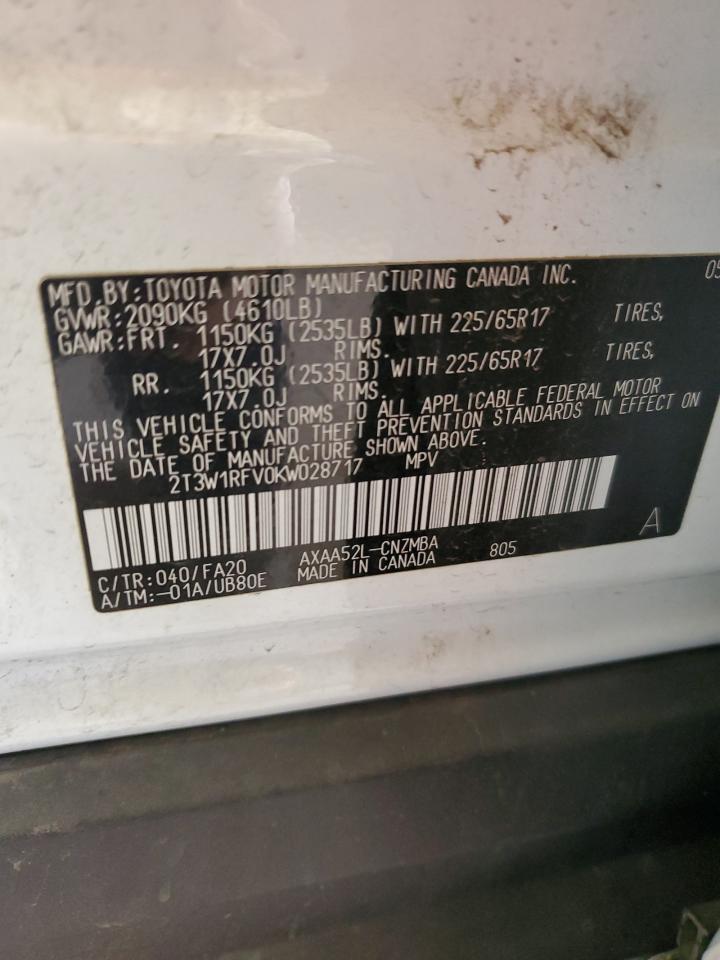 MFD.BY:TOYOTA MOTOR MANUFACTURING CANADA INC. 05
GVWR:2090KG (4610LB)
GAWR:FRT. 1150KG (2535LB) WITH 225/65R17 TIRES,
17X7.0J RIMS.
RR. 1150KG (2535LB) WITH 225/65R17 TIRES,
17X7.0J RIMS.
THIS VEHICLE CONFORMS TO ALL APPLICABLE FEDERAL MOTOR
VEHICLE SAFETY AND THEFT PREVENTION STANDARDS IN EFFECT ON
THE DATE OF MANUFACTURE SHOWN ABOVE.
2T3W1RFV0KW028717 MPV
A
C/TR:040/FA20 AXAA52L-CNZMBA 805
A/TM:-01A/UB80E MADE IN CANADA